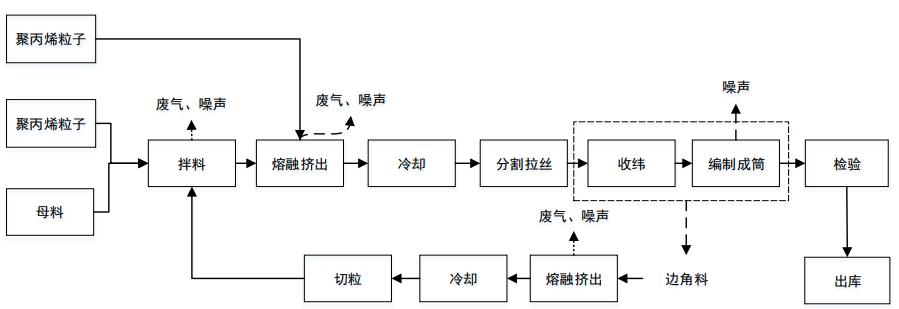 聚丙烯粒子
聚丙烯粒子
母料
废气、噪声
拌料
废气、噪声
熔融挤出
冷却
分割拉丝
收纬
噪声
编制成筒
检验
出库
边角料
废气、噪声
熔融挤出
冷却
切粒